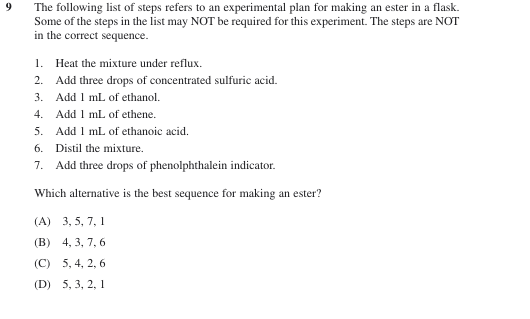 9 The following list of steps refers to an experimental plan for making an ester in a flask.
Some of the steps in the list may NOT be required for this experiment. The steps are NOT
in the correct sequence.
1. Heat the mixture under reflux.
2. Add three drops of concentrated sulfuric acid.
3. Add 1 mL of ethanol.
4. Add 1 mL of ethene.
5. Add 1 mL of ethanoic acid.
6. Distil the mixture.
7. Add three drops of phenolphthalein indicator.
Which alternative is the best sequence for making an ester?
(A) 3, 5, 7, 1
(B) 4, 3, 7, 6
(C) 5, 4, 2, 6
(D) 5, 3, 2, 1